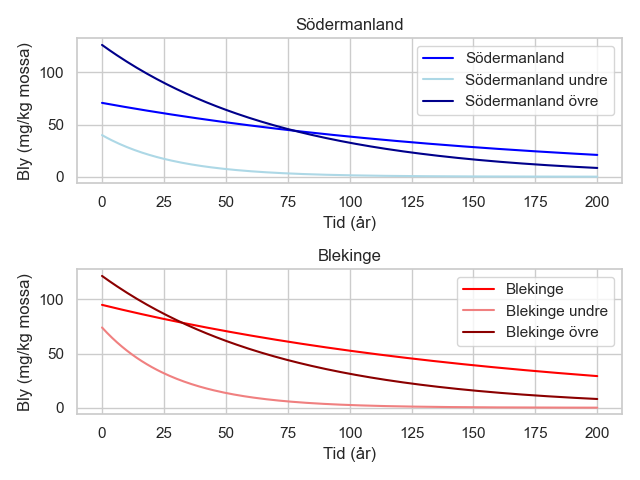 Södermanland
Bly (mg/kg mossa)
100
50
0
Södermanland
Södermanland undre
Södermanland övre
0 25 50 75 100 125 150 175 200
Tid (år)
Blekinge
Bly (mg/kg mossa)
100
50
0
Blekinge
Blekinge undre
Blekinge övre
0 25 50 75 100 125 150 175 200
Tid (år)